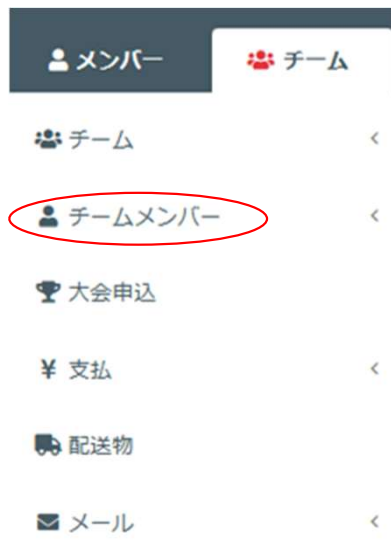 メンバー チーム
チーム
チームメンバー
大会申込
¥ 支払
配送物
メール